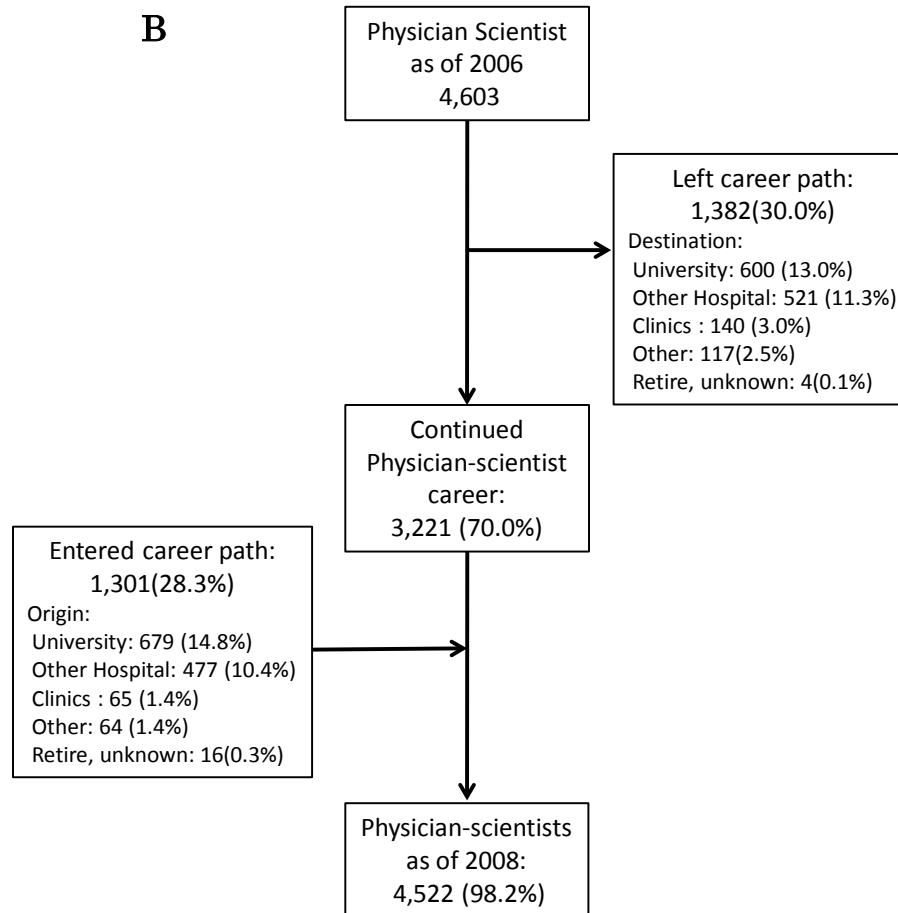 B
Physician Scientist
as of 2006
4,603
Left career path:
1,382(30.0%)
Destination:
University: 600 (13.0%)
Other Hospital: 521 (11.3%)
Clinics : 140 (3.0%)
Other: 117(2.5%)
Retire, unknown: 4(0.1%)
Continued
Physician-scientist
career:
3,221 (70.0%)
Entered career path:
1,301(28.3%)
Origin:
University: 679 (14.8%)
Other Hospital: 477 (10.4%)
Clinics : 65 (1.4%)
Other: 64 (1.4%)
Retire, unknown: 16(0.3%)
Physician-scientists
as of 2008:
4,522 (98.2%)